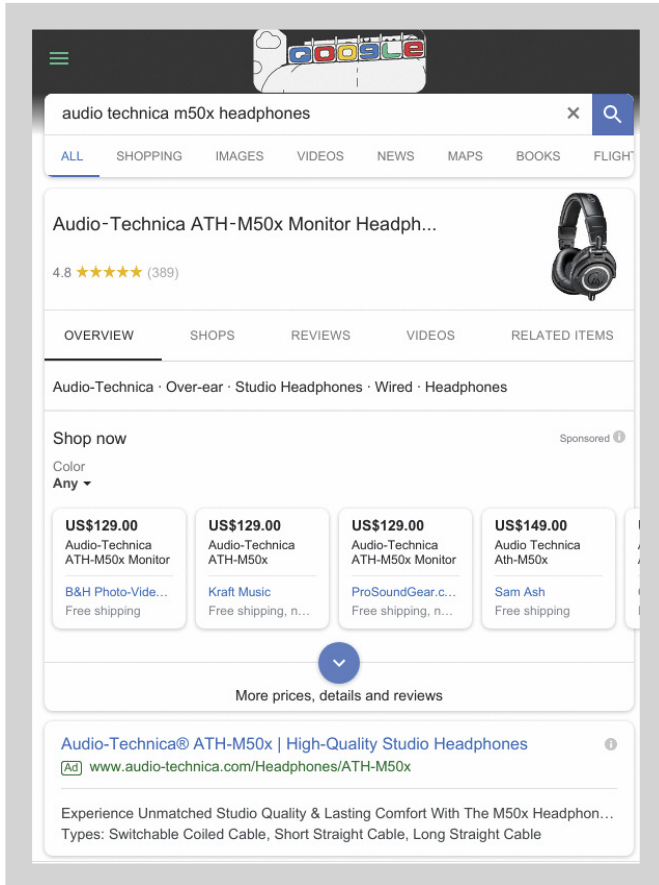 Google
audio technica m50x headphones
ALL SHOPPING IMAGES VIDEOS NEWS MAPS BOOKS FLIGHT
Audio-Technica ATH-M50x Monitor Headph...
4.8 ★★★★★ (389)
OVERVIEW SHOPS REVIEWS VIDEOS RELATED ITEMS
Audio-Technica · Over-ear · Studio Headphones · Wired · Headphones
Shop now
Sponsored
Color
Any
US$129.00
Audio-Technica
ATH-M50x Monitor
B&H Photo-Vide...
Free shipping
US$129.00
Audio-Technica
ATH-M50x
Kraft Music
Free shipping, n...
US$129.00
Audio-Technica
ATH-M50x Monitor
ProSoundGear.c...
Free shipping, n...
US$149.00
Audio Technica
Ath-M50x
Sam Ash
Free shipping
More prices, details and reviews
Audio-Technica® ATH-M50x | High-Quality Studio Headphones
Ad www.audio-technica.com/Headphones/ATH-M50x
Experience Unmatched Studio Quality & Lasting Comfort With The M50x Headphon...
Types: Switchable Coiled Cable, Short Straight Cable, Long Straight Cable